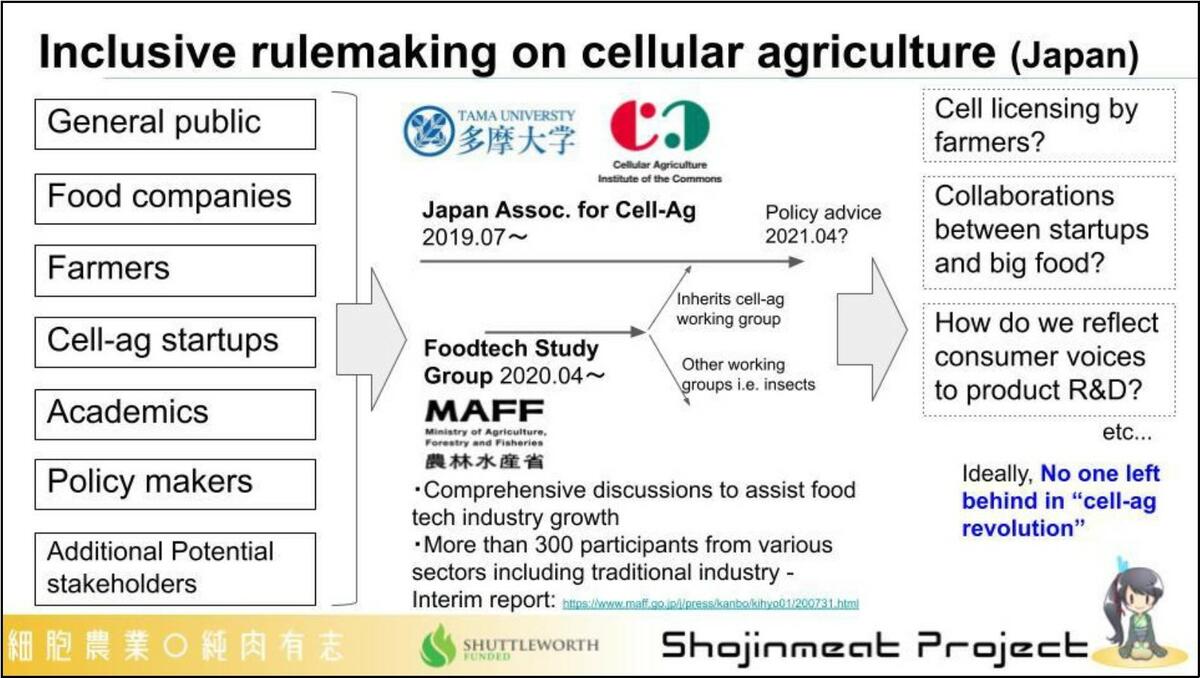 Inclusive rulemaking on cellular agriculture (Japan)
General public
Food companies
Farmers
Cell-ag startups
Academics
Policy makers
Additional Potential
stakeholders
TAMA UNIVERSTY
多摩大学
Cellular Agriculture
Institute of the Commons
Japan Assoc. for Cell-Ag
2019.07～
Policy advice
2021.04?
Inherits cell-ag
working group
Foodtech Study
Group 2020.04～
Other working
groups i.e. insects
MAFF
Ministry of Agriculture,
Forestry and Fisheries
農林水産省
・Comprehensive discussions to assist food
tech industry growth
・More than 300 participants from various
sectors including traditional industry -
Interim report: https://www.maff.go.jp/j/press/kanbo/kihyo01/200731.html
Cell licensing by
farmers?
Collaborations
between startups
and big food?
How do we reflect
consumer voices
to product R&D?
etc...
Ideally, No one left
behind in “cell-ag
revolution”
細胞農業〇純肉有志
SHUTTLEWORTH
FUNDED
Shojinmeat Project